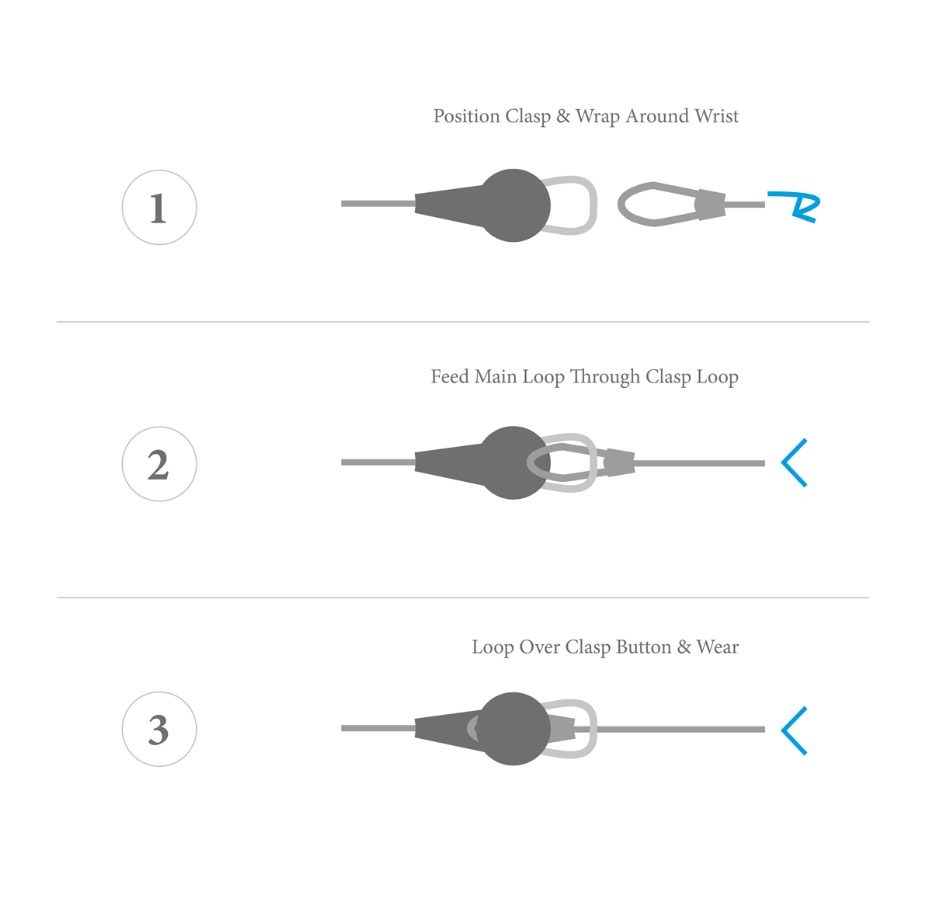 Position Clasp & Wrap Around Wrist
1
Feed Main Loop Through Clasp Loop
2
Loop Over Clasp Button & Wear
3